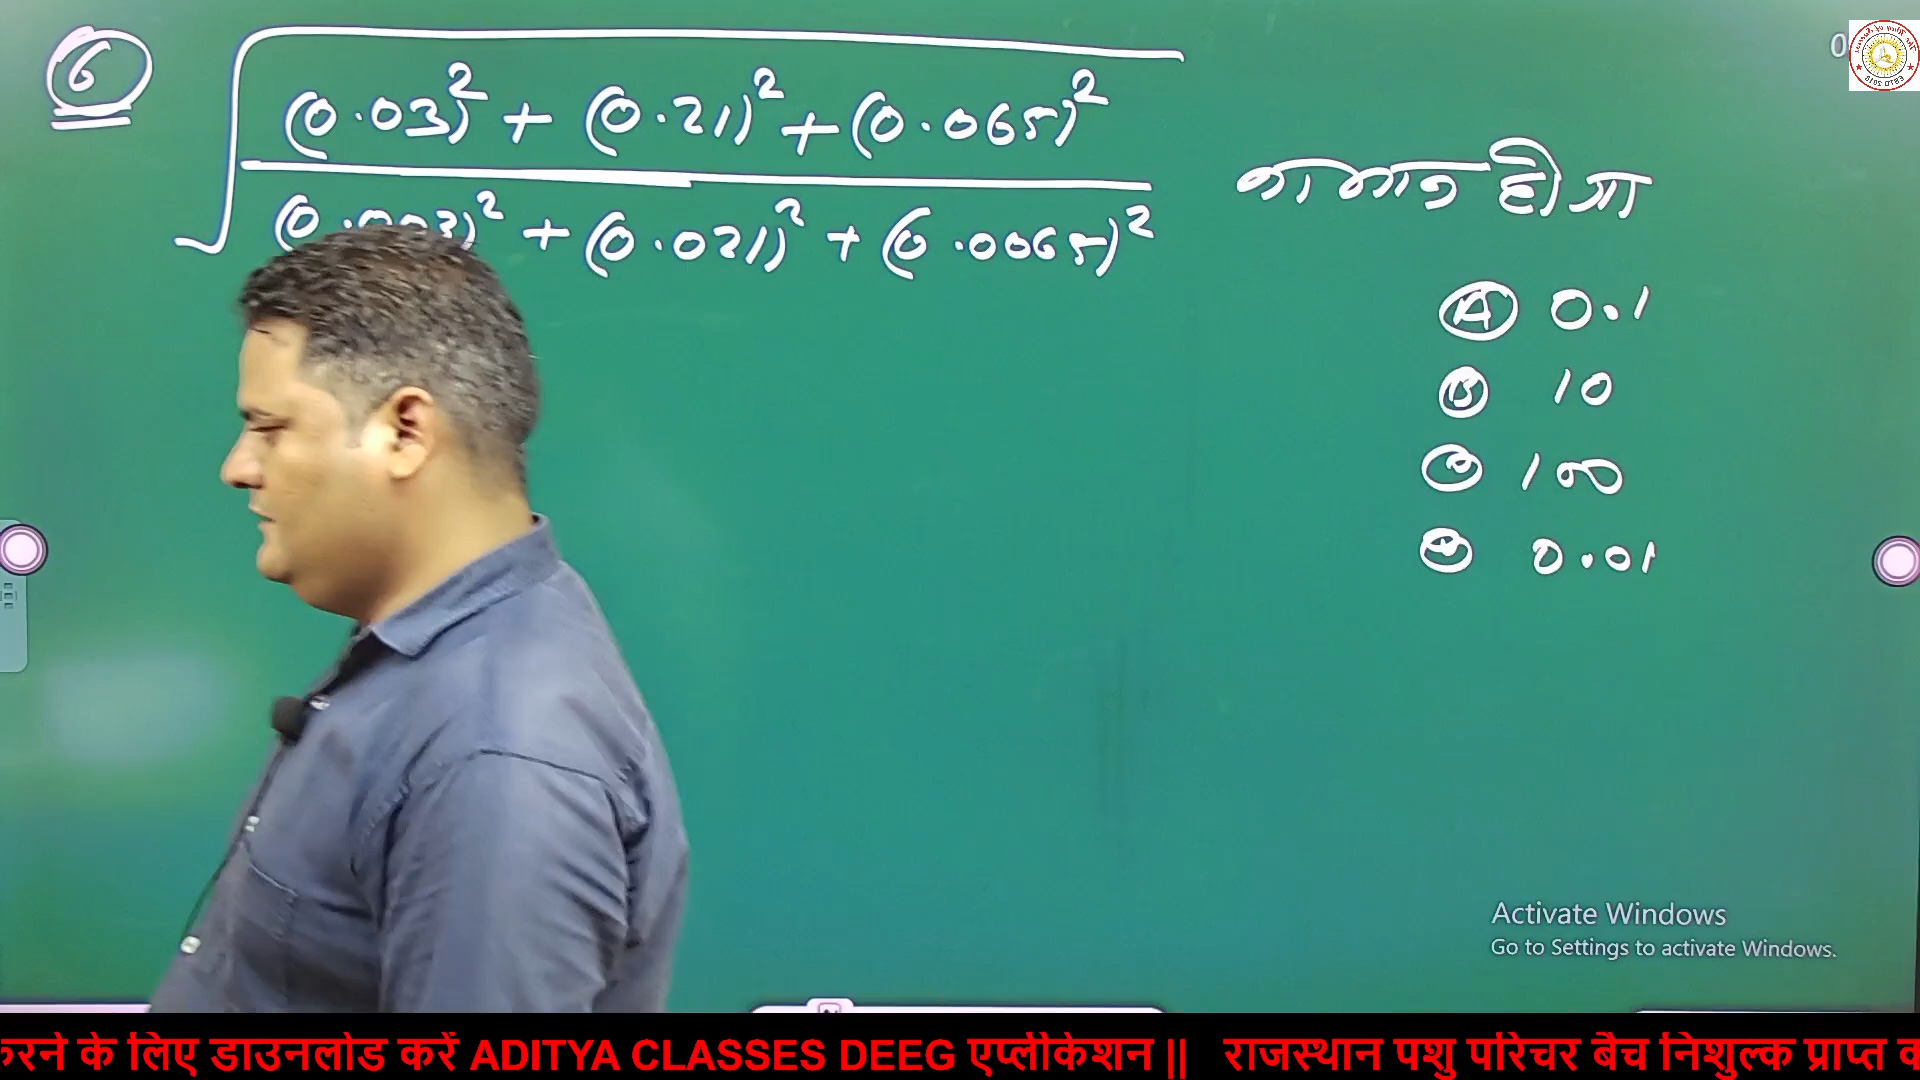 6
(0.03)² + (0.21)² + (0.065)²
(0.003)² + (0.021)² + (0.0065)²
का मान होगा
A 0.1
B 10
C 100
D 0.01
Activate Windows
Go to Settings to activate Windows.
करने के लिए डाउनलोड करें ADITYA CLASSES DEEG एप्लीकेशन || राजस्थान पशु परिचर बैच निशुल्क प्राप्त क